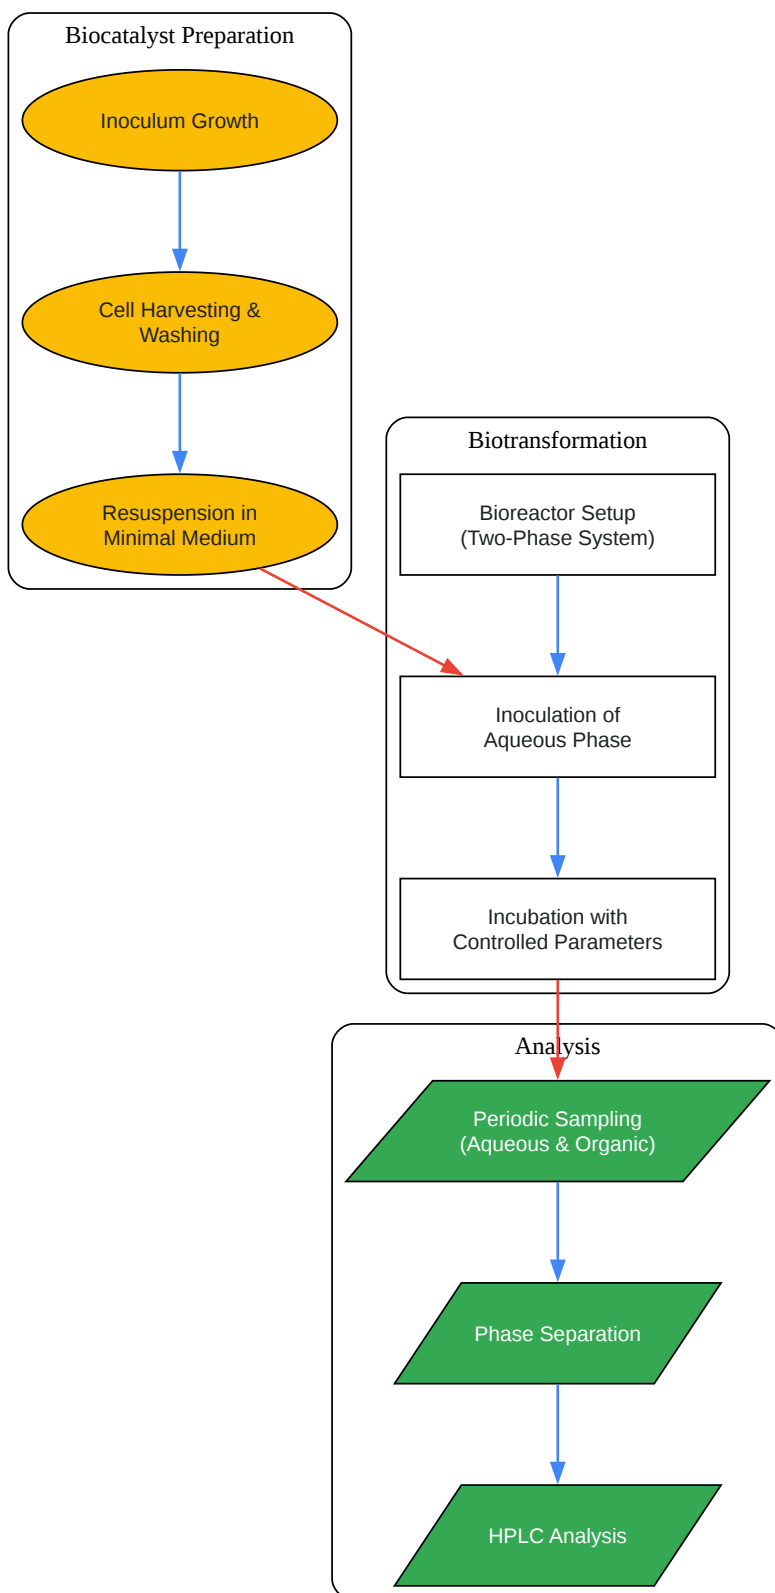 Biocatalyst Preparation
Inoculum Growth
Cell Harvesting &
Washing
Resuspension in
Minimal Medium
Biotransformation
Bioreactor Setup
(Two-Phase System)
Inoculation of
Aqueous Phase
Incubation with
Controlled Parameters
Analysis
Periodic Sampling
(Aqueous & Organic)
Phase Separation
HPLC Analysis